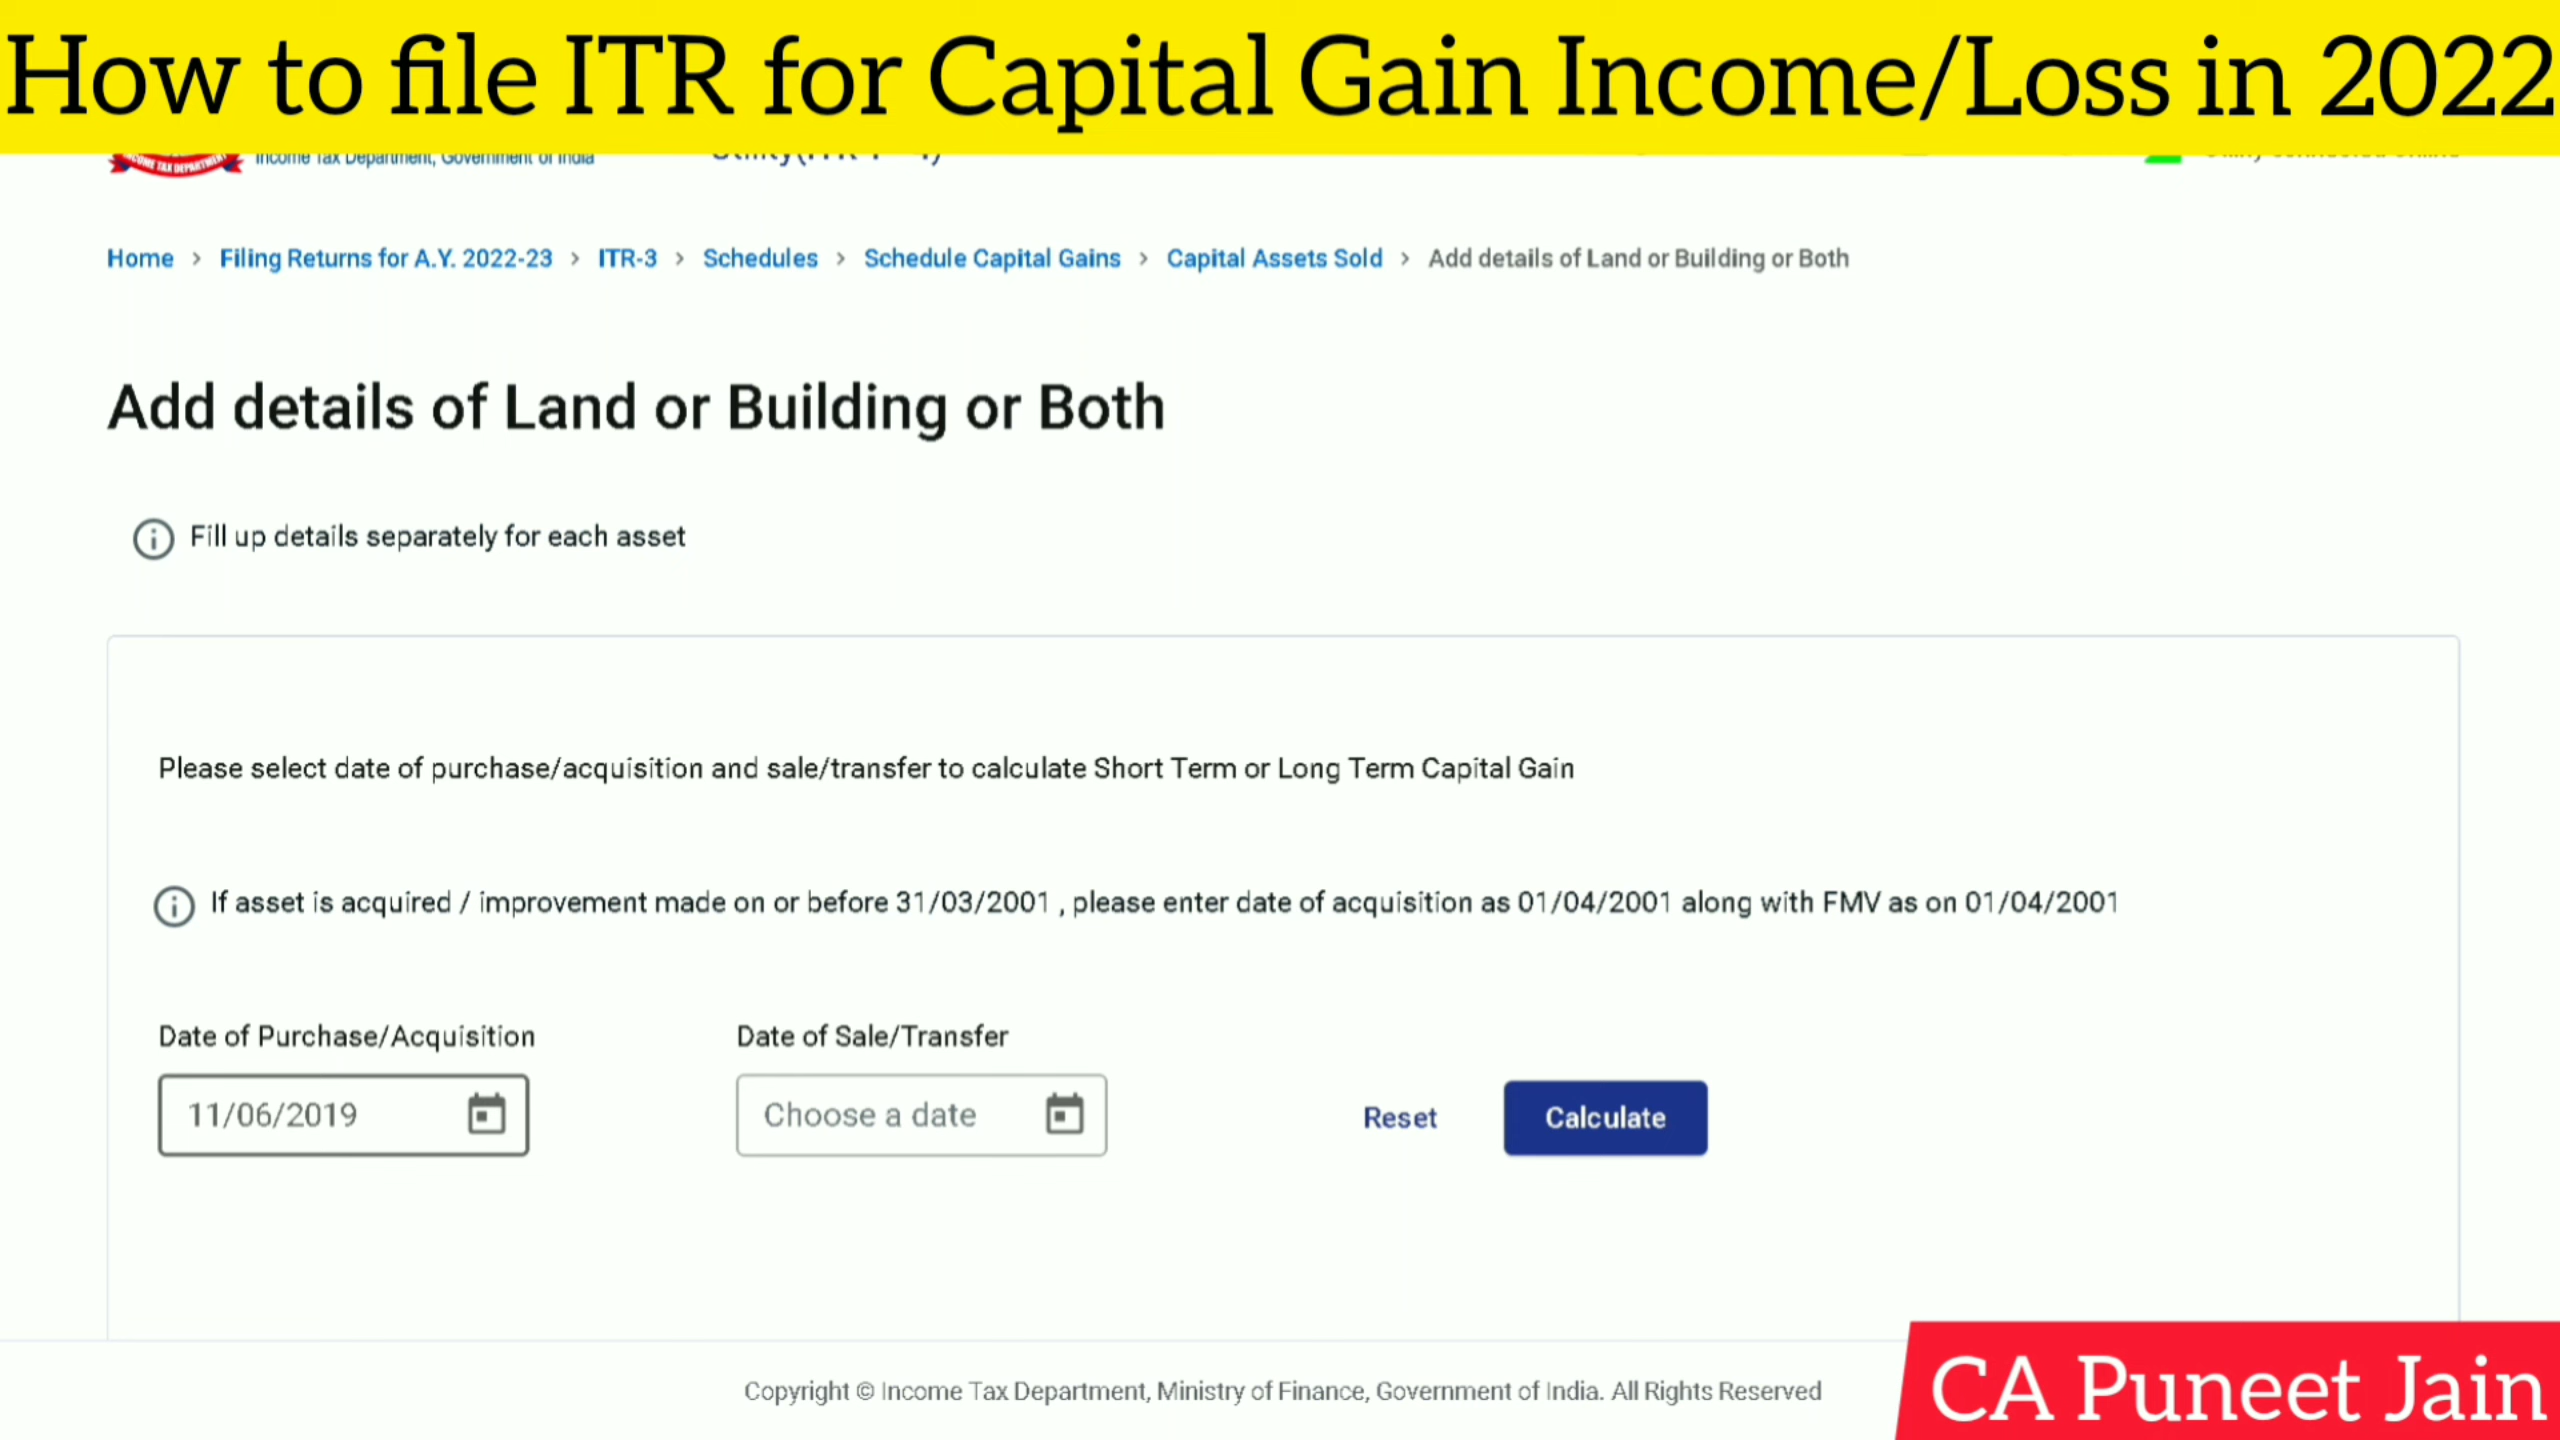 How to file ITR for Capital Gain Income/Loss in 2022
Income Tax Department, Government of India
Home > Filing Returns for A.Y. 2022-23 > ITR-3 > Schedules > Schedule Capital Gains > Capital Assets Sold > Add details of Land or Building or Both
Add details of Land or Building or Both
Fill up details separately for each asset
Please select date of purchase/acquisition and sale/transfer to calculate Short Term or Long Term Capital Gain
If asset is acquired / improvement made on or before 31/03/2001 , please enter date of acquisition as 01/04/2001 along with FMV as on 01/04/2001
Date of Purchase/Acquisition Date of Sale/Transfer
11/06/2019 Choose a date Reset Calculate
Copyright © Income Tax Department, Ministry of Finance, Government of India. All Rights Reserved
CA Puneet Jain